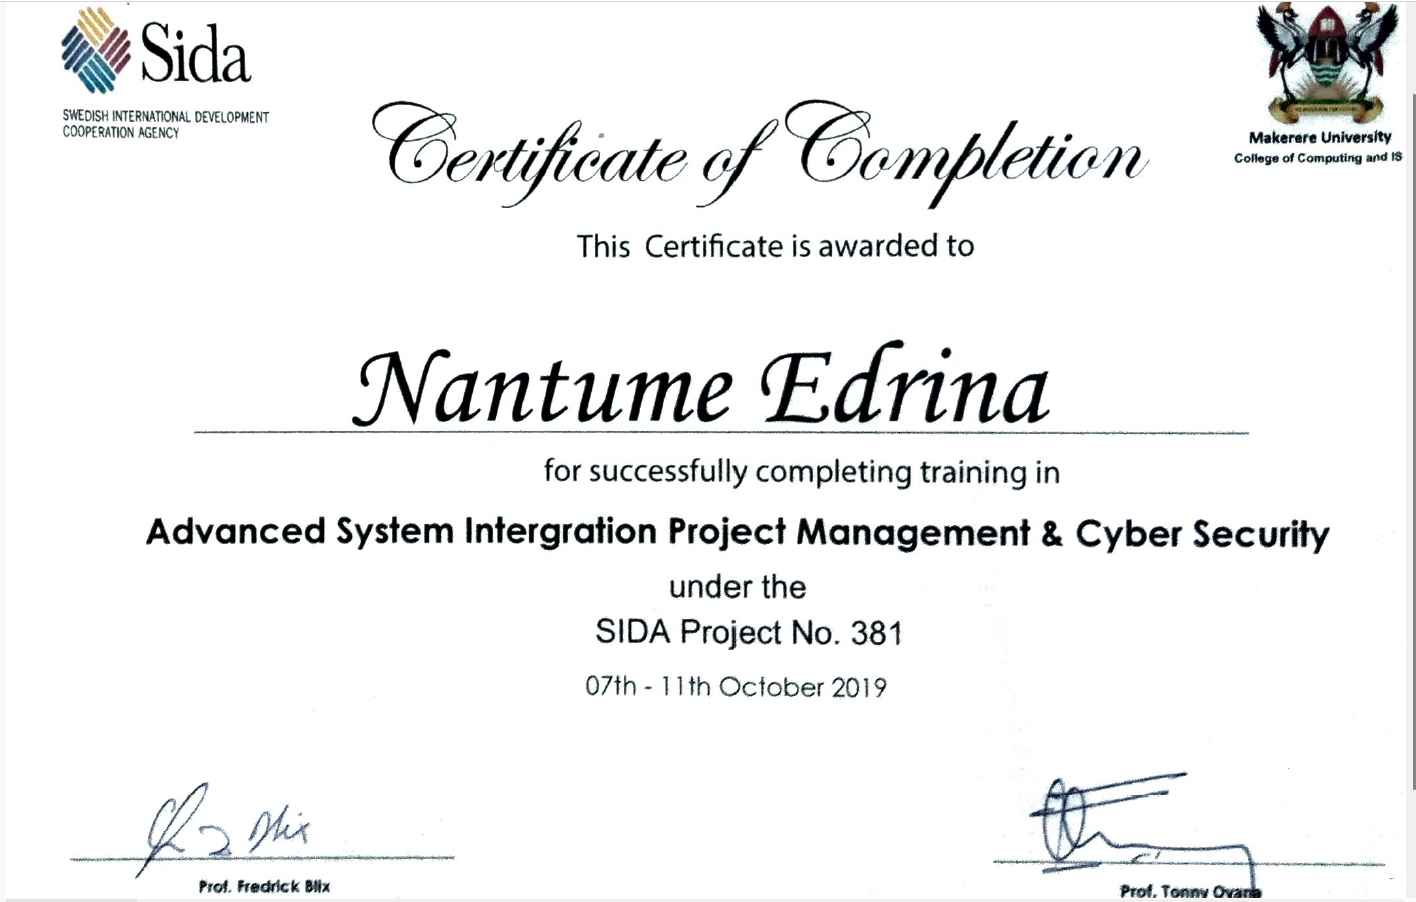 Sida
SWEDISH INTERNATIONAL DEVELOPMENT
COOPERATION AGENCY
Makerere University
College of Computing and IS
Certificate of Completion
This Certificate is awarded to
Nantume Edrina
for successfully completing training in
Advanced System Intergration Project Management & Cyber Security
under the
SIDA Project No. 381
07th - 11th October 2019
Blix
Prof. Fredrick Blix
Prof. Tonny Oyana